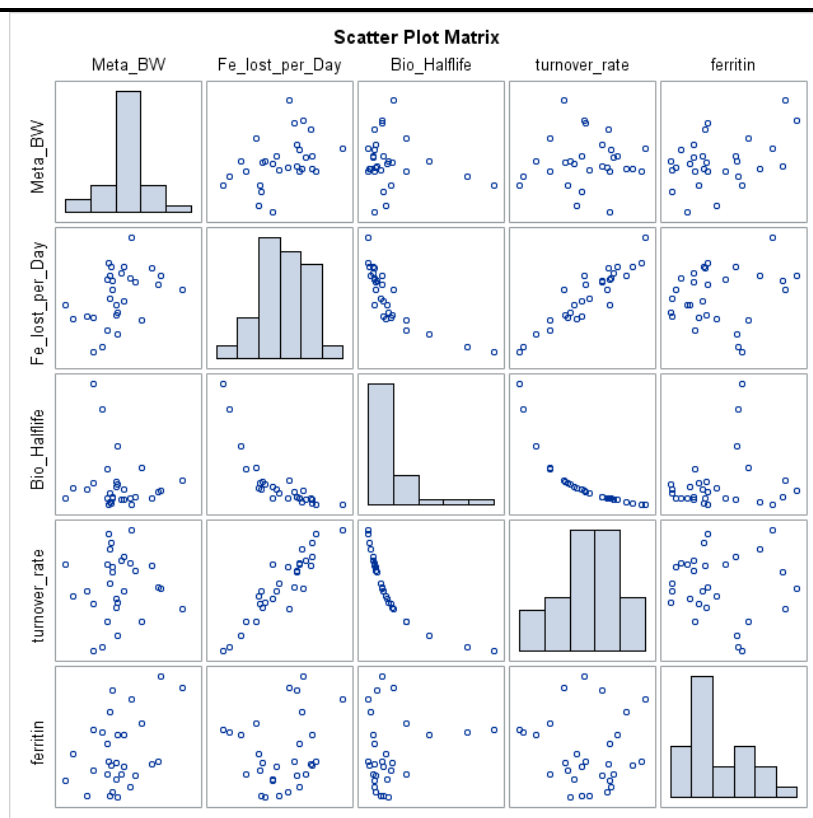 Scatter Plot Matrix
Meta_BW Fe_lost_per_Day Bio_Halflife turnover_rate ferritin
Meta_BW
Fe_lost_per_Day
Bio_Halflife
turnover_rate
ferritin